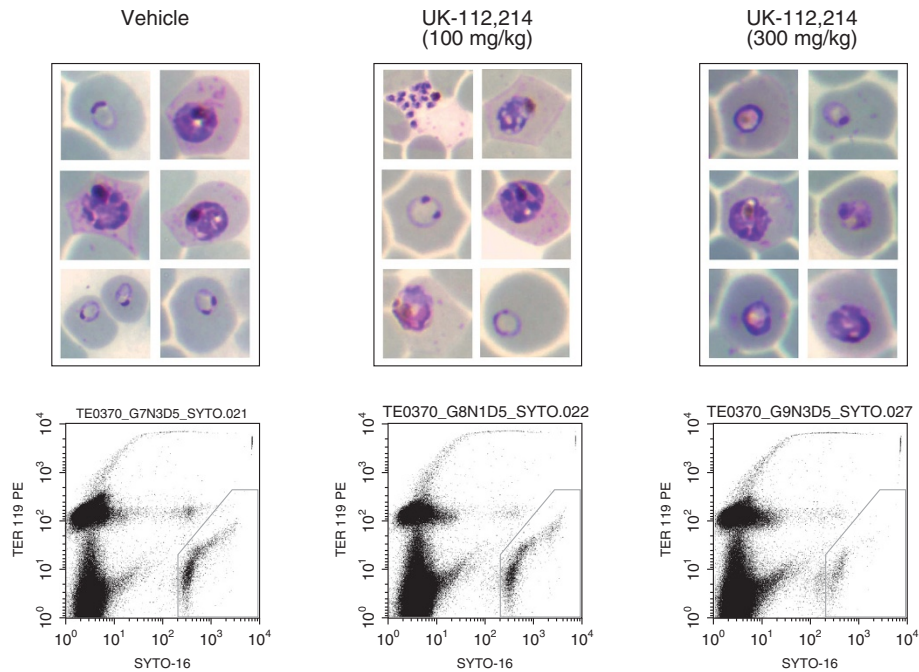 Vehicle
UK-112,214
(100 mg/kg)
UK-112,214
(300 mg/kg)
TE0370_G7N3D5_SYTO.021
TER 119 PE
10⁴
10³
10²
10¹
10⁰
10⁰ 10¹ 10² 10³ 10⁴
SYTO-16
TE0370_G8N1D5_SYTO.022
TER 119 PE
10⁴
10³
10²
10¹
10⁰
10⁰ 10¹ 10² 10³ 10⁴
SYTO-16
TE0370_G9N3D5_SYTO.027
TER 119 PE
10⁴
10³
10²
10¹
10⁰
10⁰ 10¹ 10² 10³ 10⁴
SYTO-16